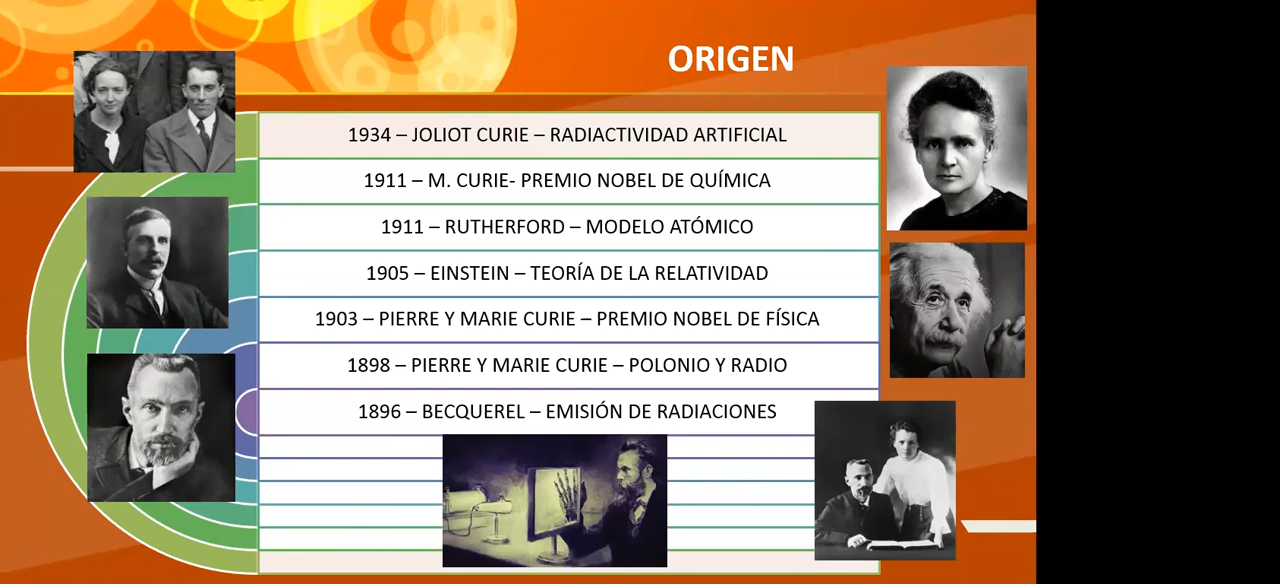 ORIGEN
1934 – JOLIOT CURIE – RADIACTIVIDAD ARTIFICIAL
1911 – M. CURIE- PREMIO NOBEL DE QUÍMICA
1911 – RUTHERFORD – MODELO ATÓMICO
1905 – EINSTEIN – TEORÍA DE LA RELATIVIDAD
1903 – PIERRE Y MARIE CURIE – PREMIO NOBEL DE FÍSICA
1898 – PIERRE Y MARIE CURIE – POLONIO Y RADIO
1896 – BECQUEREL – EMISIÓN DE RADIACIONES